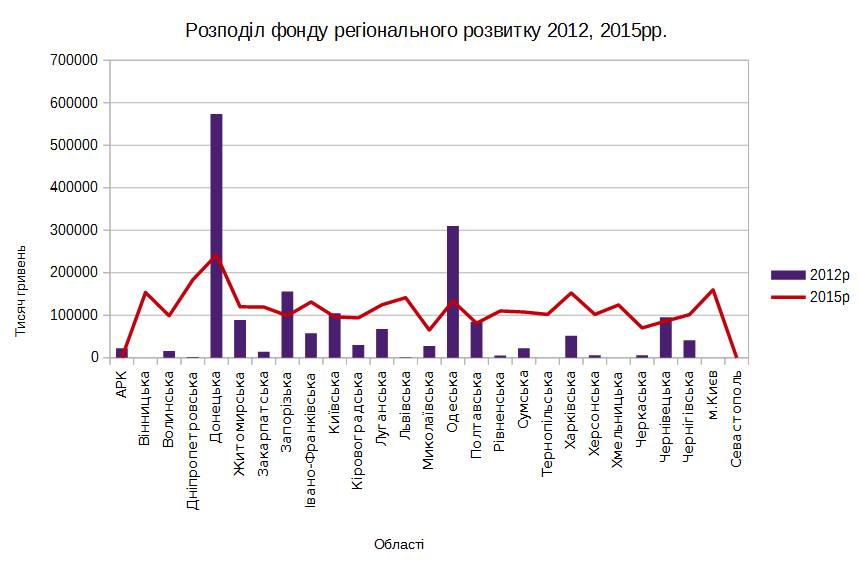 Розподіл фонду регіонального розвитку 2012, 2015рр.
700000
600000
500000
400000
300000
200000
100000
0
Тисяч гривень
АРК
Вінницька
Волинська
Дніпропетровська
Донецька
Житомирська
Закарпатська
Запорізька
Івано-Франківська
Київська
Кіровоградська
Луганська
Львівська
Миколаївська
Одеська
Полтавська
Рівненська
Сумська
Тернопільська
Харківська
Херсонська
Хмельницька
Черкаська
Чернівецька
Чернігівська
м.Києв
Севастополь
Області
2012р
2015р